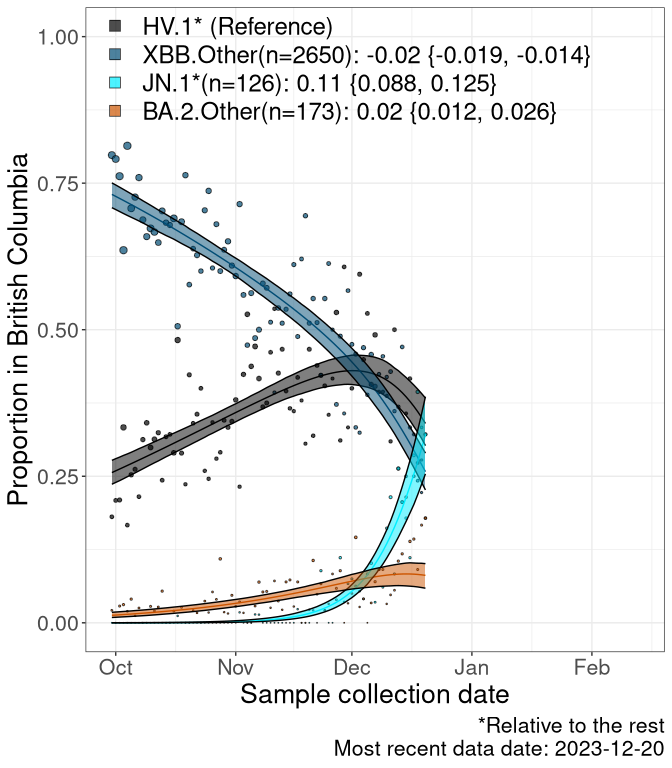 HV.1* (Reference)
XBB.Other(n=2650): -0.02 {-0.019, -0.014}
JN.1*(n=126): 0.11 {0.088, 0.125}
BA.2.Other(n=173): 0.02 {0.012, 0.026}
Proportion in British Columbia
1.00
0.75
0.50
0.25
0.00
Oct Nov Dec Jan Feb
Sample collection date
*Relative to the rest
Most recent data date: 2023-12-20